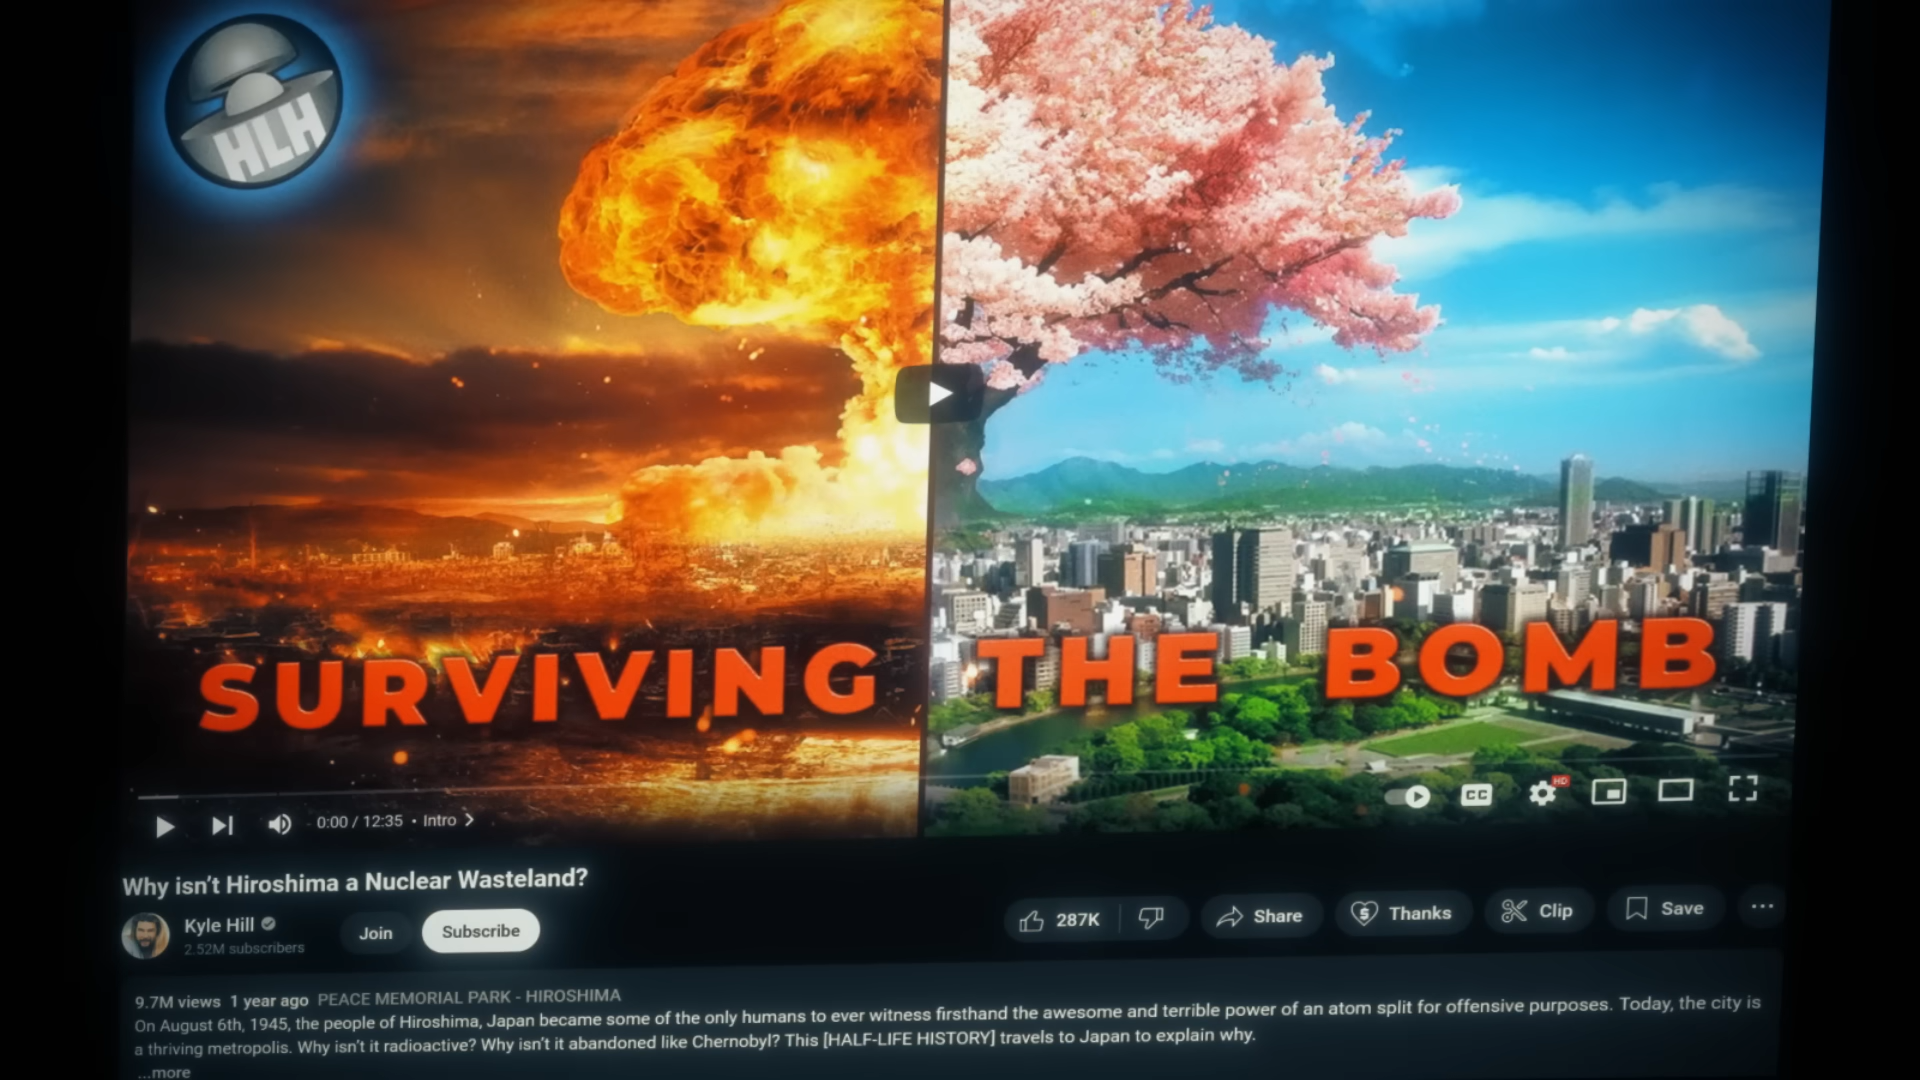 HLH
SURVIVING THE BOMB
HD
CC
0:00 / 12:35 • Intro
Why isn't Hiroshima a Nuclear Wasteland?
Kyle Hill
2.52M subscribers
Join
Subscribe
287K
Share
Thanks
Clip
Save
9.7M views 1 year ago PEACE MEMORIAL PARK - HIROSHIMA
On August 6th, 1945, the people of Hiroshima, Japan became some of the only humans to ever witness firsthand the awesome and terrible power of an atom split for offensive purposes. Today, the city is
a thriving metropolis. Why isn't it radioactive? Why isn't it abandoned like Chernobyl? This [HALF-LIFE HISTORY] travels to Japan to explain why.
...more